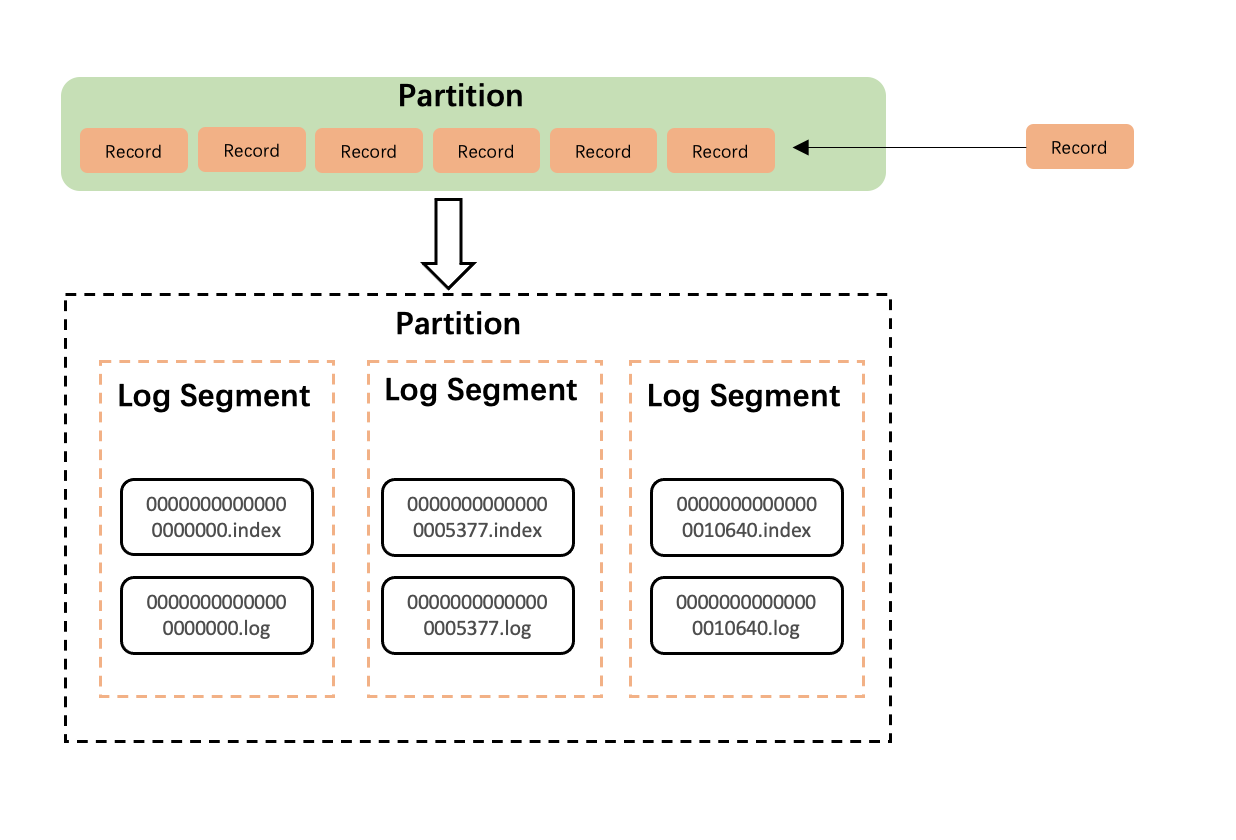 Partition
Record Record Record Record Record Record Record
Partition
Log Segment Log Segment Log Segment
0000000000000 0000000000000 0000000000000
0000000.index 0005377.index 0010640.index
0000000000000 0000000000000 0000000000000
0000000.log 0005377.log 0010640.log